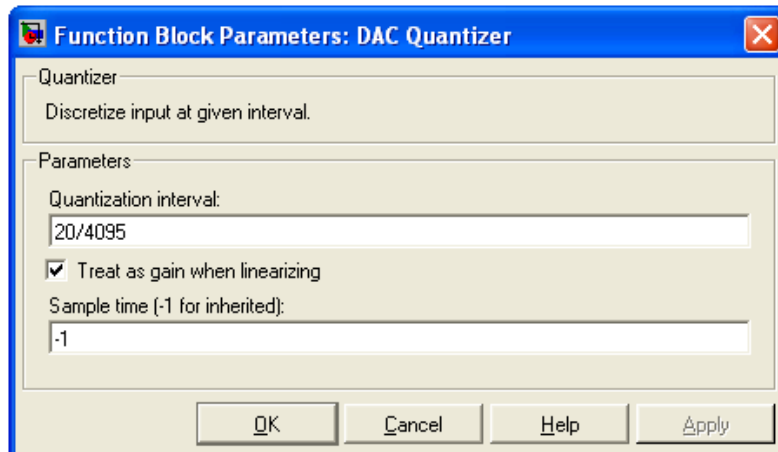 Function Block Parameters: DAC Quantizer
Quantizer
Discretize input at given interval.
Parameters
Quantization interval:
20/4095
Treat as gain when linearizing
Sample time (-1 for inherited):
-1
OK Cancel Help Apply